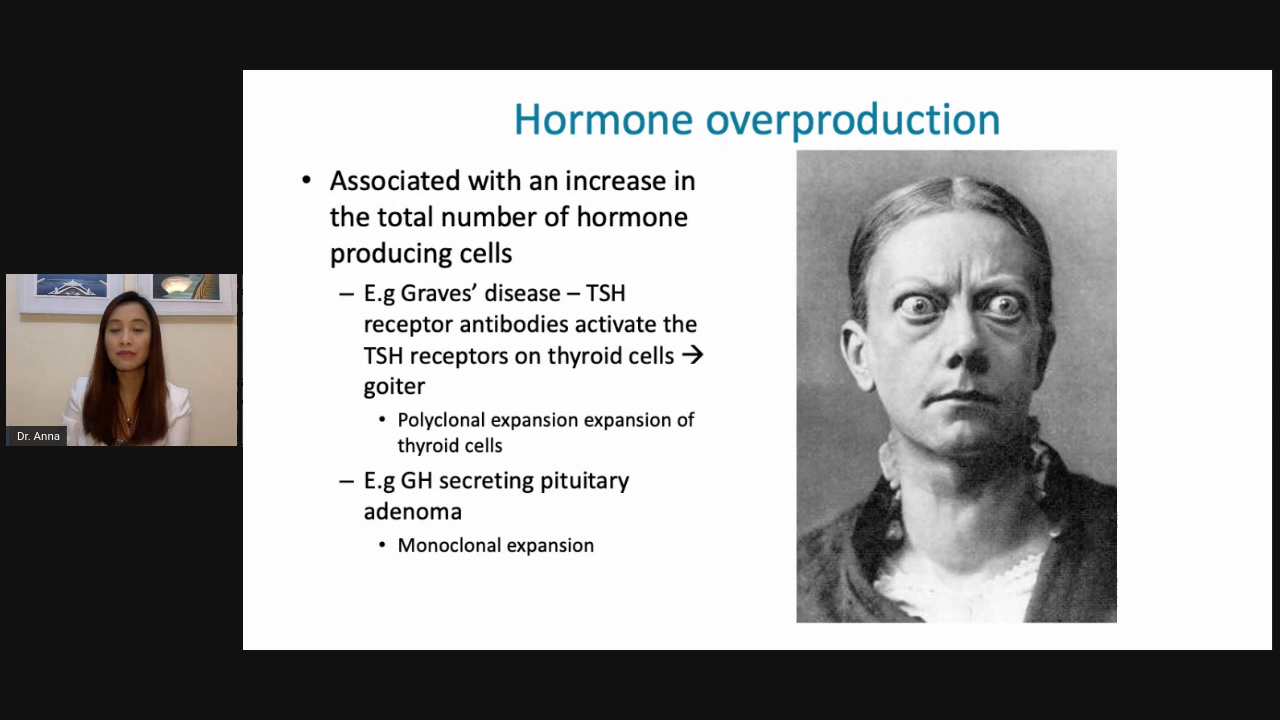 Hormone overproduction
• Associated with an increase in
the total number of hormone
producing cells
– E.g Graves’ disease – TSH
receptor antibodies activate the
TSH receptors on thyroid cells →
goiter
• Polyclonal expansion expansion of
thyroid cells
– E.g GH secreting pituitary
adenoma
• Monoclonal expansion
Dr. Anna